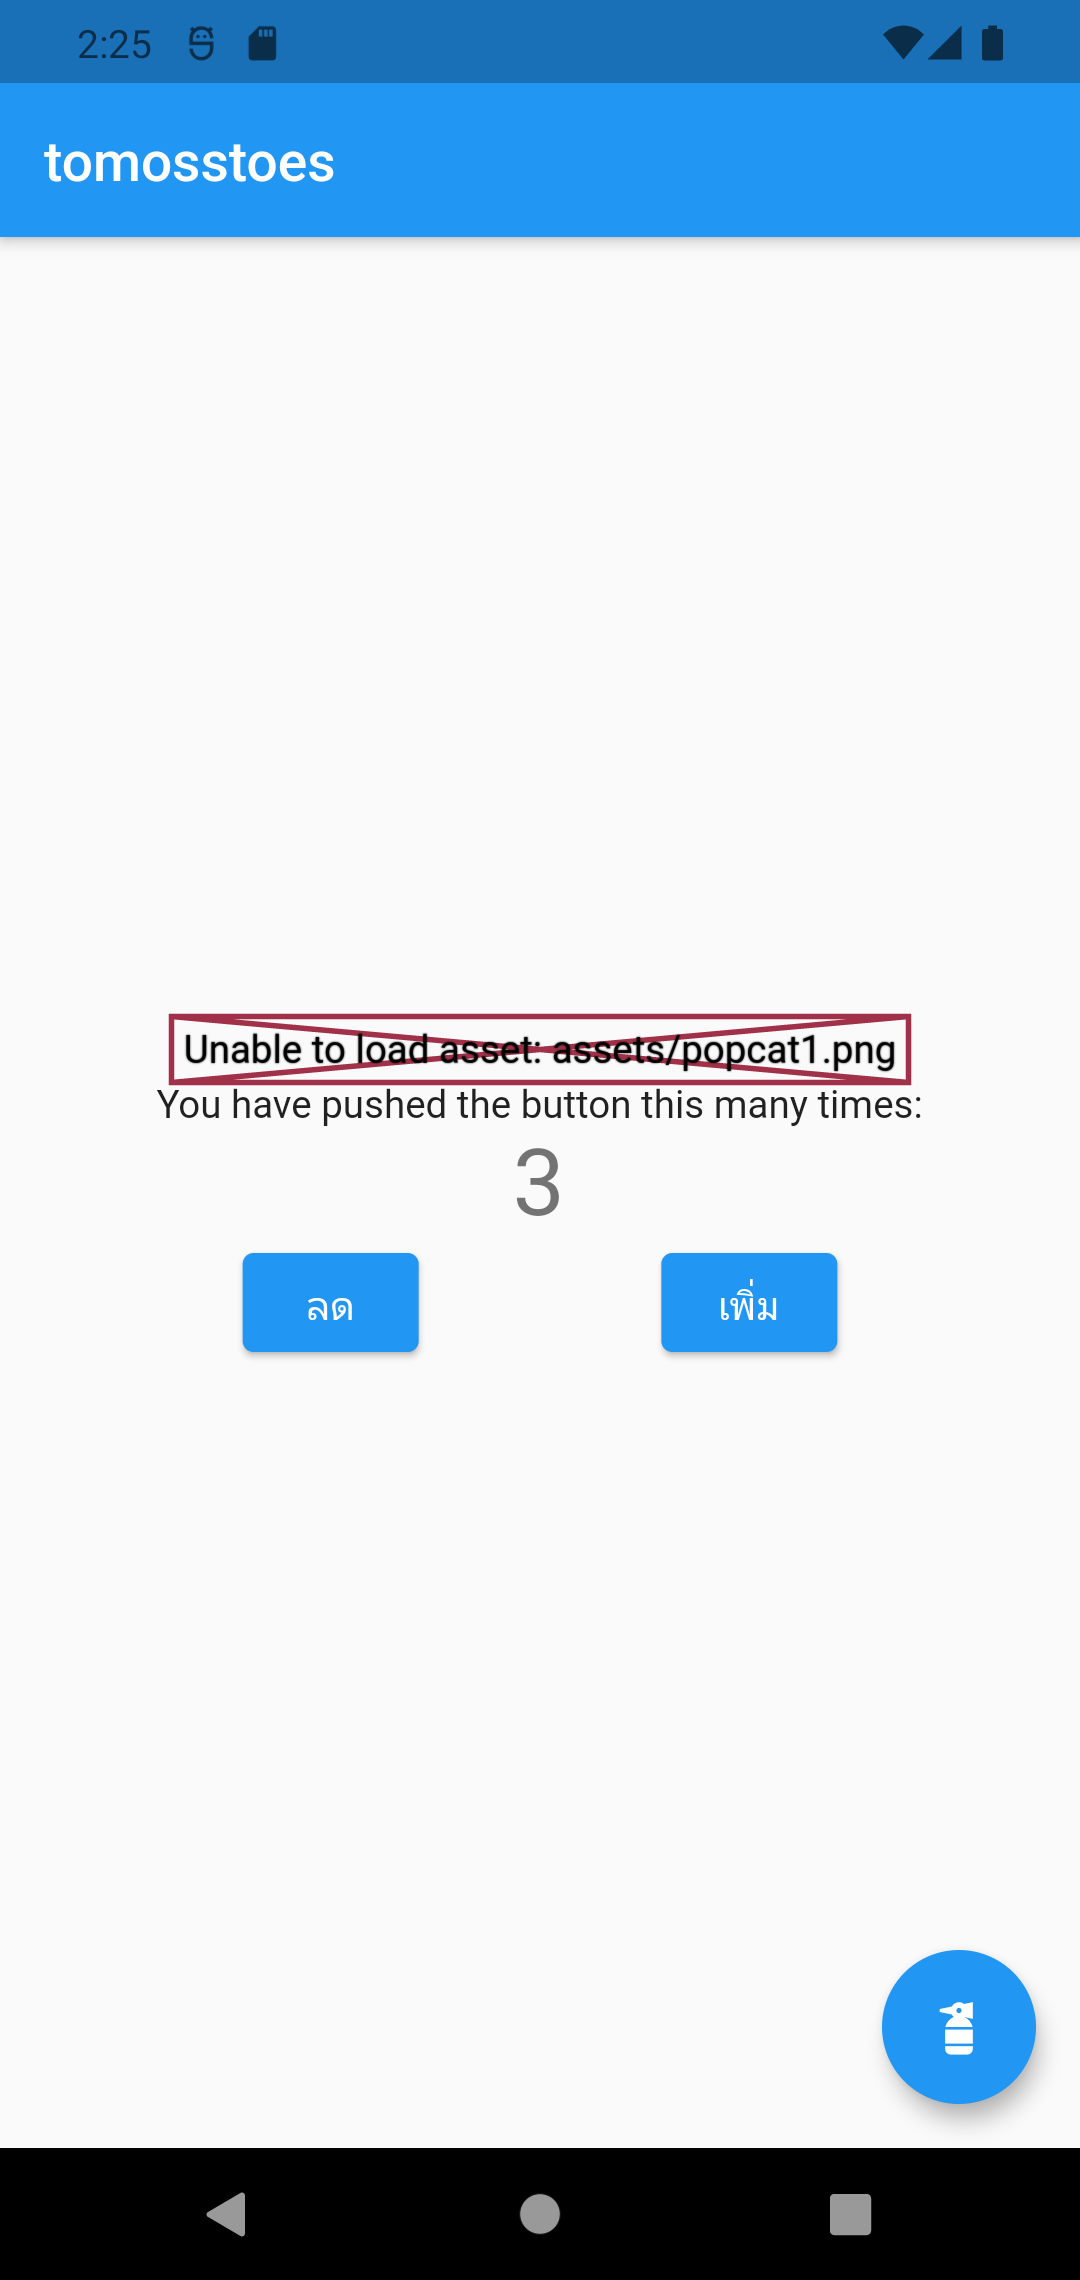 2:25
tomosstoes
Unable to load asset: assets/popcat1.png
You have pushed the button this many times:
3
ลด
เพิ่ม